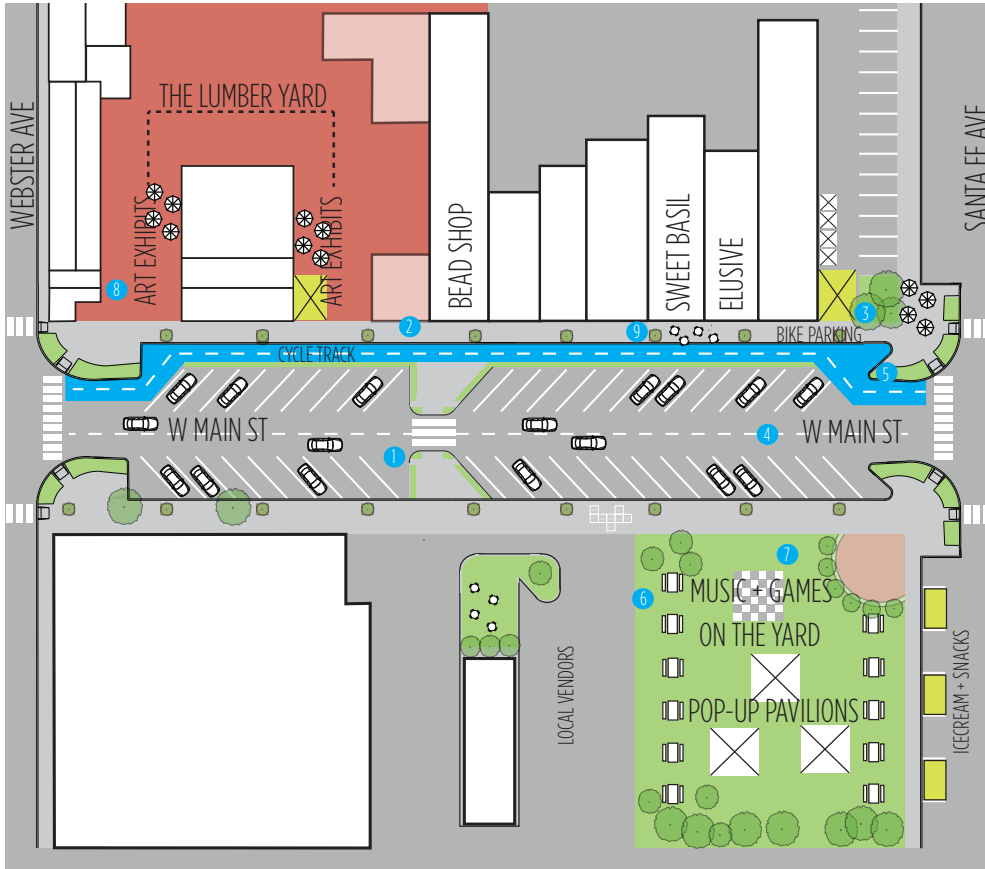 THE LUMBER YARD
WEBSTER AVE
SANTA FE AVE
ART EXHIBITS
ART EXHIBITS
BEAD SHOP
SWEET BASIL
ELUSIVE
8
3
2
9
BIKE PARKING
CYCLE TRACK
5
W MAIN ST
4
W MAIN ST
1
7
6
MUSIC + GAMES
ON THE YARD
POP-UP PAVILIONS
LOCAL VENDORS
ICECREAM + SNACKS